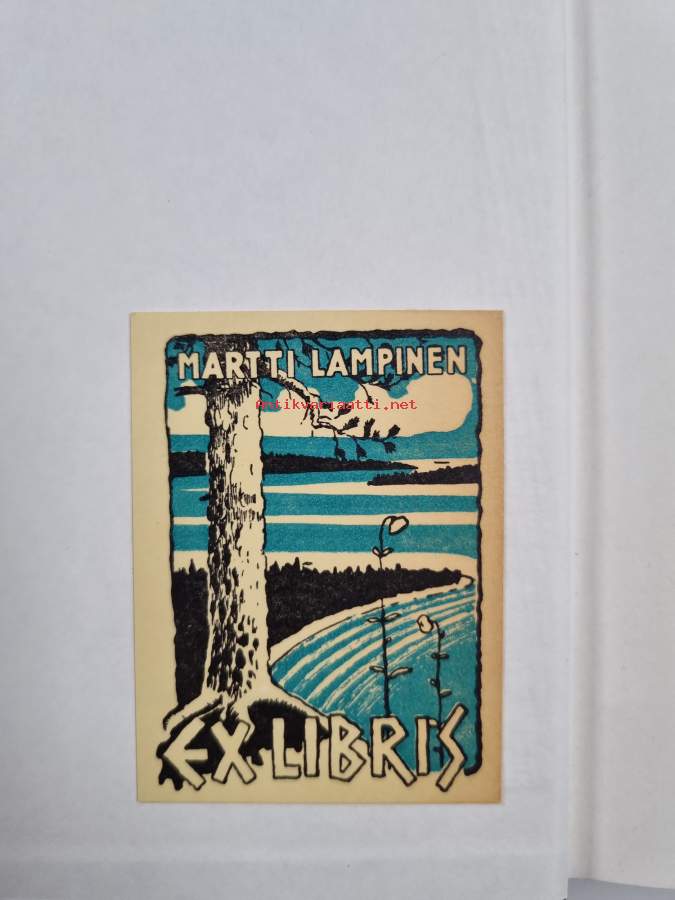 MARTTI LAMPINEN
Antikvariaatti.net
EX LIBRIS